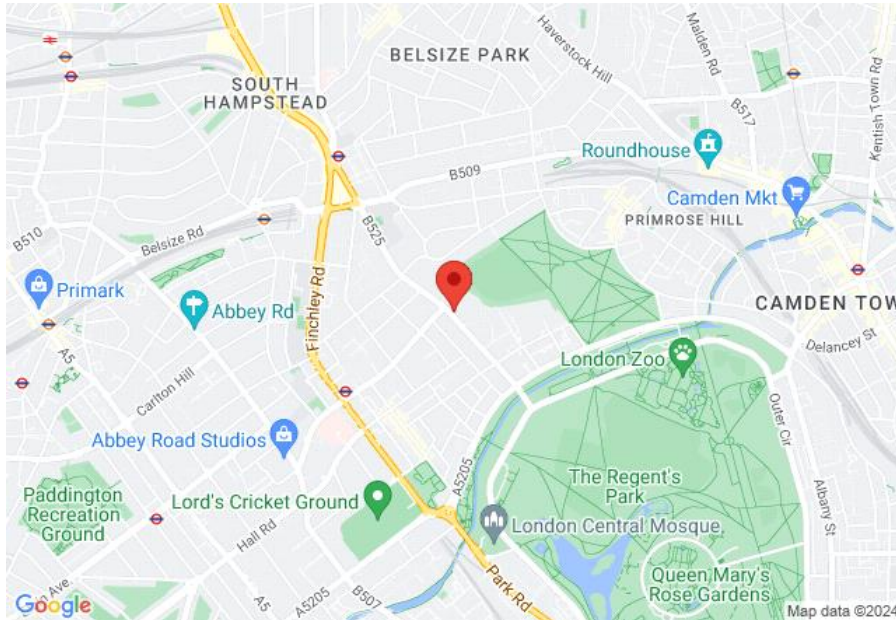 BELSIZE PARK
Haverstock Hill
Malden Rd
B517
Kentish Town Rd
SOUTH
HAMPSTEAD
Roundhouse
B509
Camden Mkt
PRIMROSE HILL
B510
Belsize Rd
B525
Primark
Abbey Rd
Finchley Rd
CAMDEN TOW
Delancey St
London Zoo
A5
Carlton Hill
Outer Cir
Abbey Road Studios
A5205
The Regent's
Park
Albany St
Paddington
Recreation
Ground
Lord's Cricket Ground
Hall Rd
London Central Mosque,
Park Rd
Queen Mary's
Rose Gardens
Ave.
A5205
A5
B507
Google
Map data ©2024